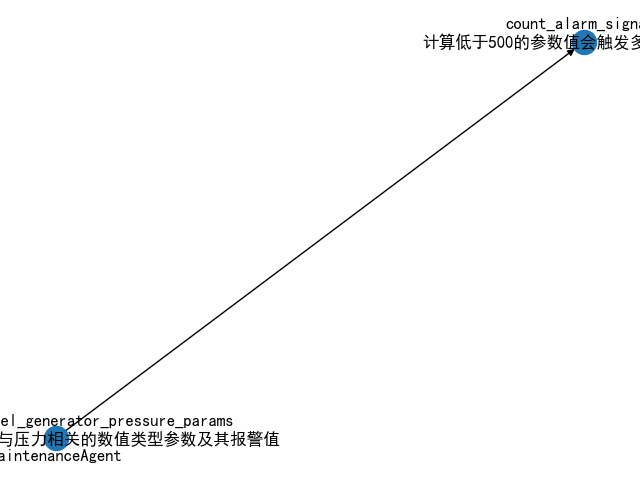 count_alarm_signa
计算低于500的参数值会触发多
el_generator_pressure_params
与压力相关的数值类型参数及其报警值
aintenanceAgent